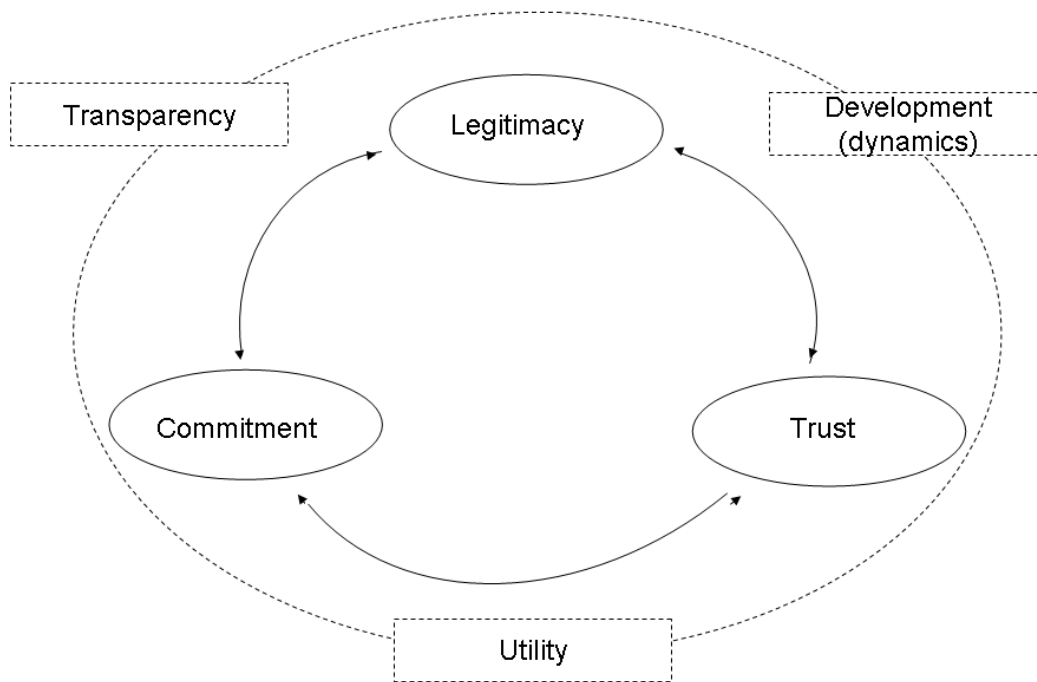 Transparency
Legitimacy
Development
(dynamics)
Commitment
Trust
Utility